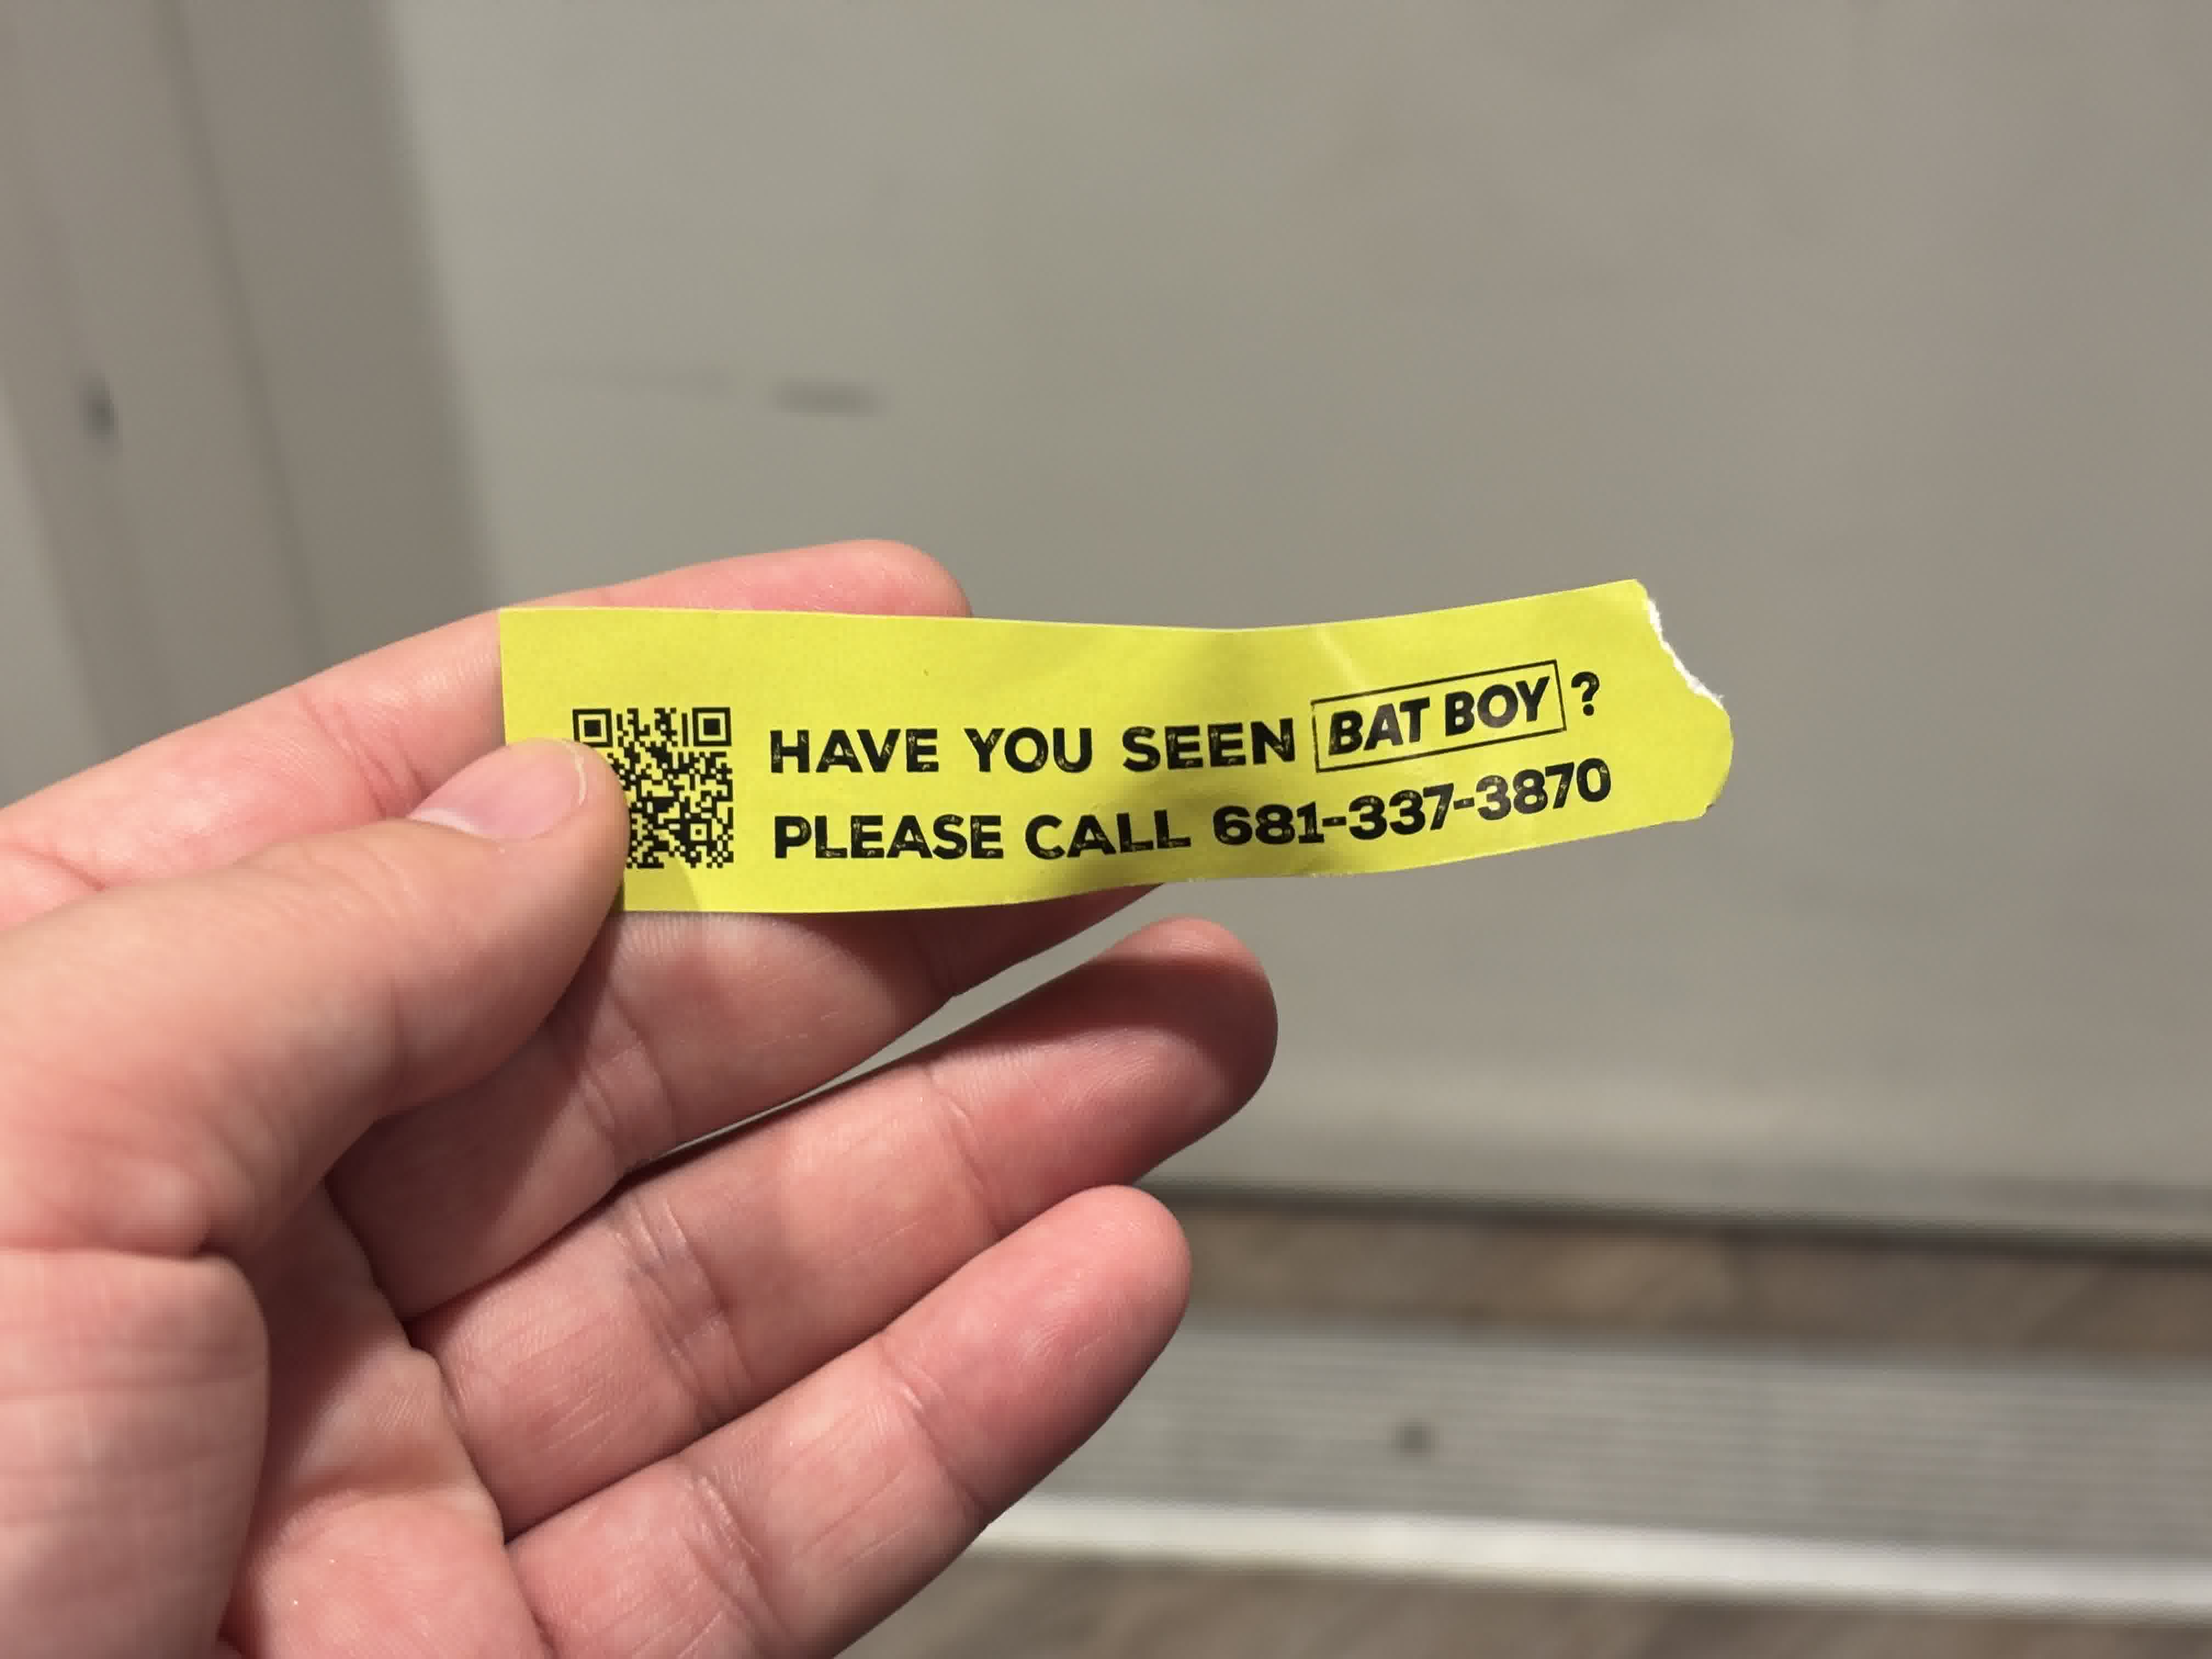 HAVE YOU SEEN BAT BOY ?
PLEASE CALL 681-337-3870